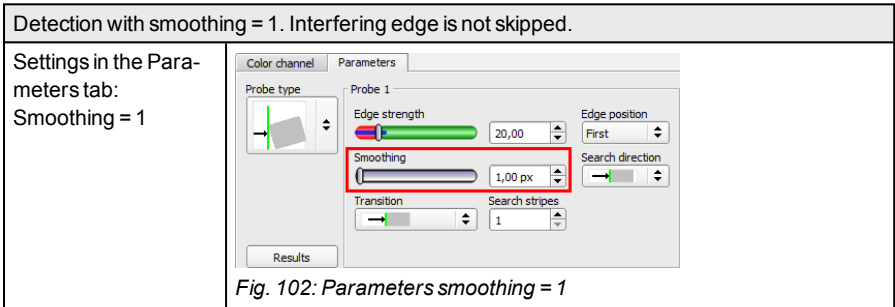 Detection with smoothing = 1. Interfering edge is not skipped.
Settings in the Para-
meters tab:
Smoothing = 1
Color channel Parameters
Probe type Probe 1
Edge strength Edge position
20,00 First
Smoothing Search direction
1,00 px
Transition Search stripes
1
Results
Fig. 102: Parameters smoothing = 1